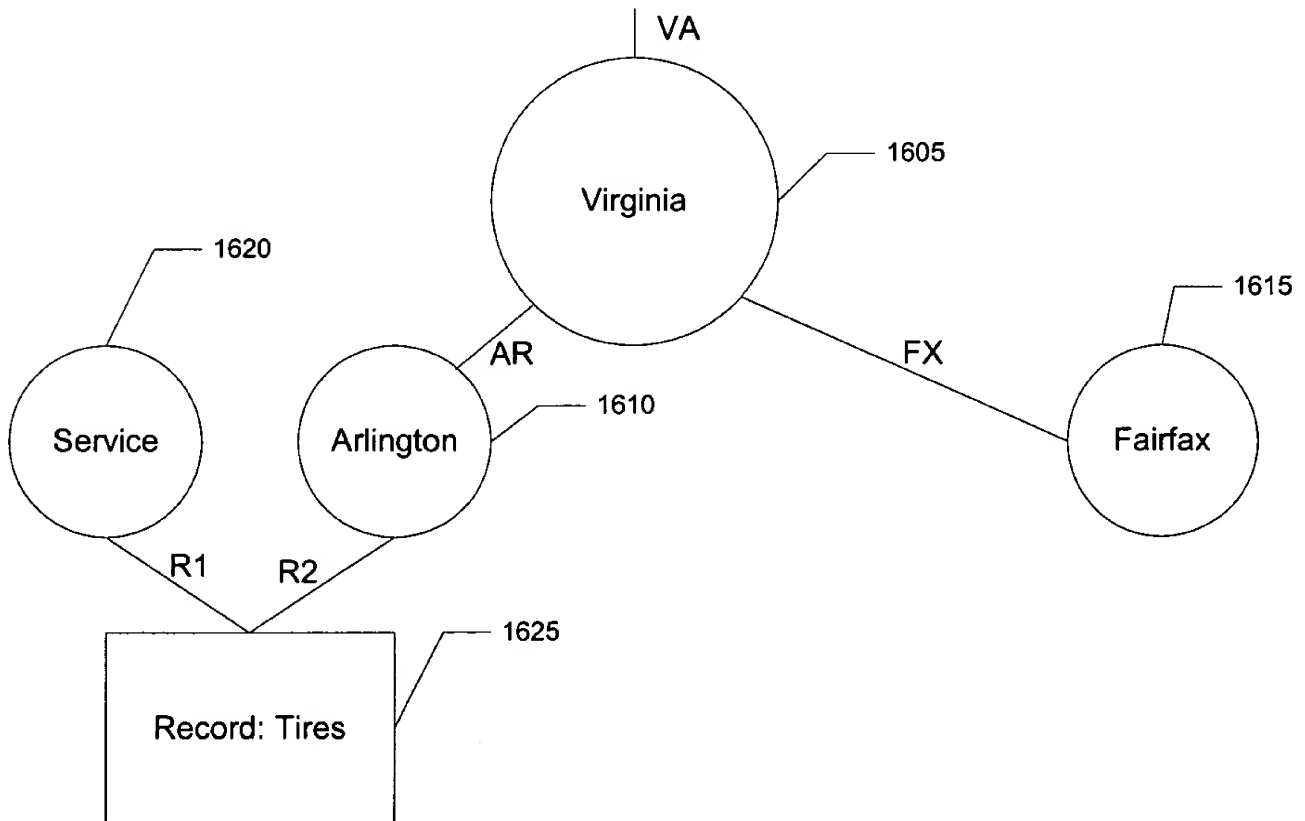 VA
1605
Virginia
1620
1615
AR
FX
1610
Service
Arlington
Fairfax
R1
R2
1625
Record: Tires